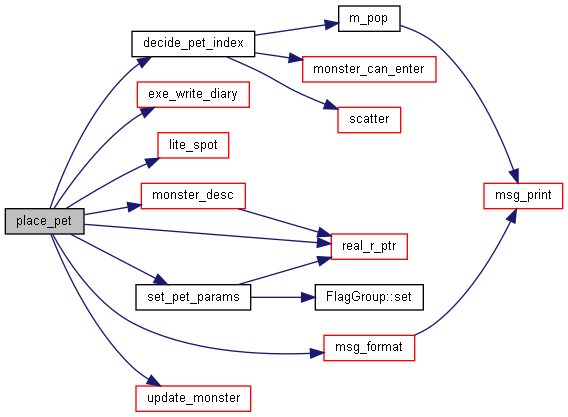 m_pop
decide_pet_index
monster_can_enter
exe_write_diary
scatter
lite_spot
monster_desc
msg_print
place_pet
real_r_ptr
set_pet_params
FlagGroup::set
msg_format
update_monster